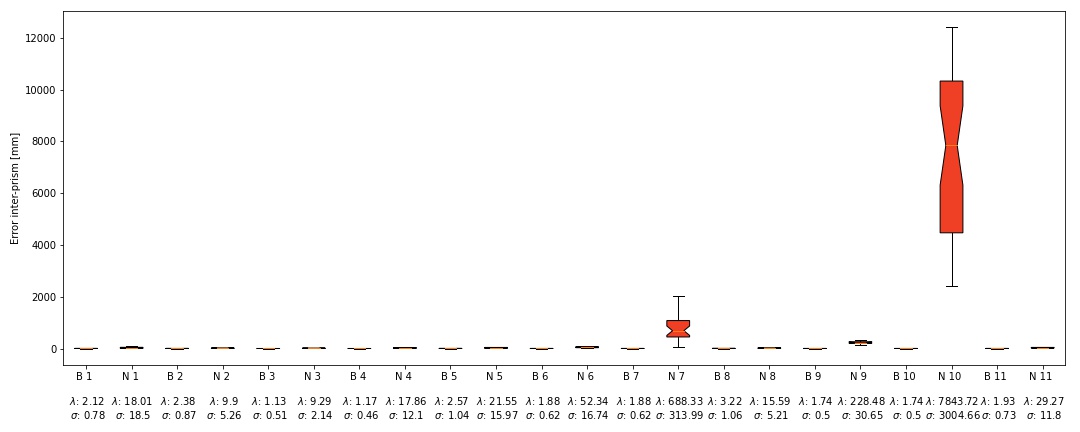 12000
10000
8000
6000
4000
2000
0
Error inter-prism [mm]
B 1 N 1 B 2 N 2 B 3 N 3 B 4 N 4 B 5 N 5 B 6 N 6 B 7 N 7 B 8 N 8 B 9 N 9 B 10 N 10 B 11 N 11
λ: 2.12 λ: 18.01 λ: 2.38 λ: 9.9 λ: 1.13 λ: 9.29 λ: 1.17 λ: 17.86 λ: 2.57 λ: 21.55 λ: 1.88 λ: 52.34 λ: 1.88 λ: 688.33 λ: 3.22 λ: 15.59 λ: 1.74 λ: 228.48 λ: 1.74 λ: 7843.72 λ: 1.93 λ: 29.27
σ: 0.78 σ: 18.5 σ: 0.87 σ: 5.26 σ: 0.51 σ: 2.14 σ: 0.46 σ: 12.1 σ: 1.04 σ: 15.97 σ: 0.62 σ: 16.74 σ: 0.62 σ: 313.99 σ: 1.06 σ: 5.21 σ: 0.5 σ: 30.65 σ: 0.5 σ: 3004.66 σ: 0.73 σ: 11.8